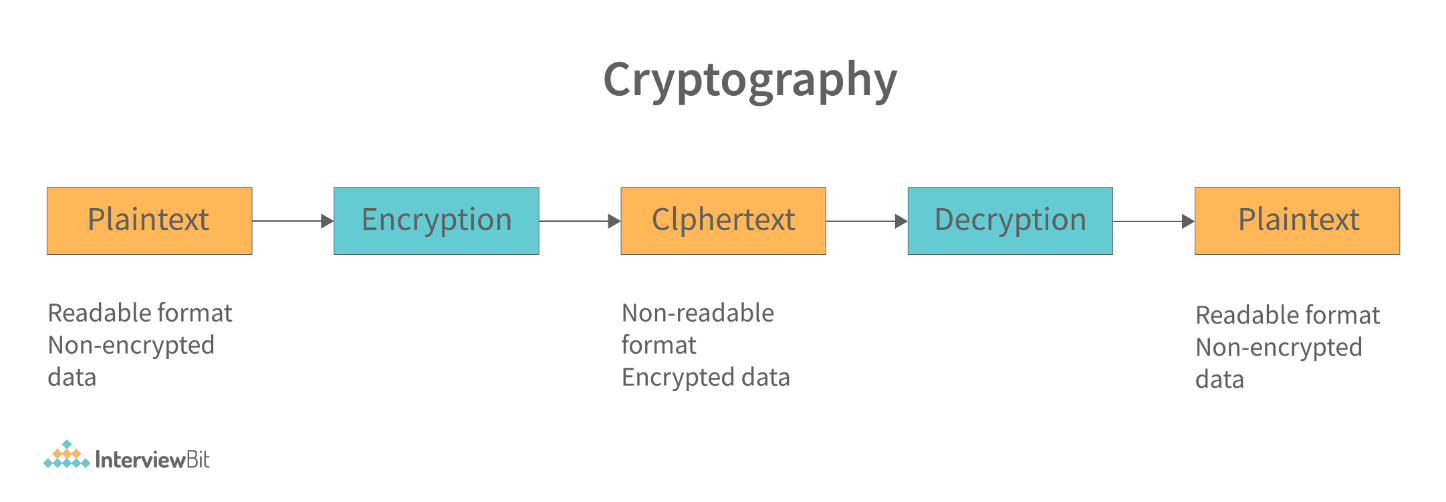 Cryptography
Plaintext
Encryption
Clphertext
Decryption
Plaintext
Readable format
Non-encrypted
data
Non-readable
format
Encrypted data
Readable format
Non-encrypted
data
InterviewBit